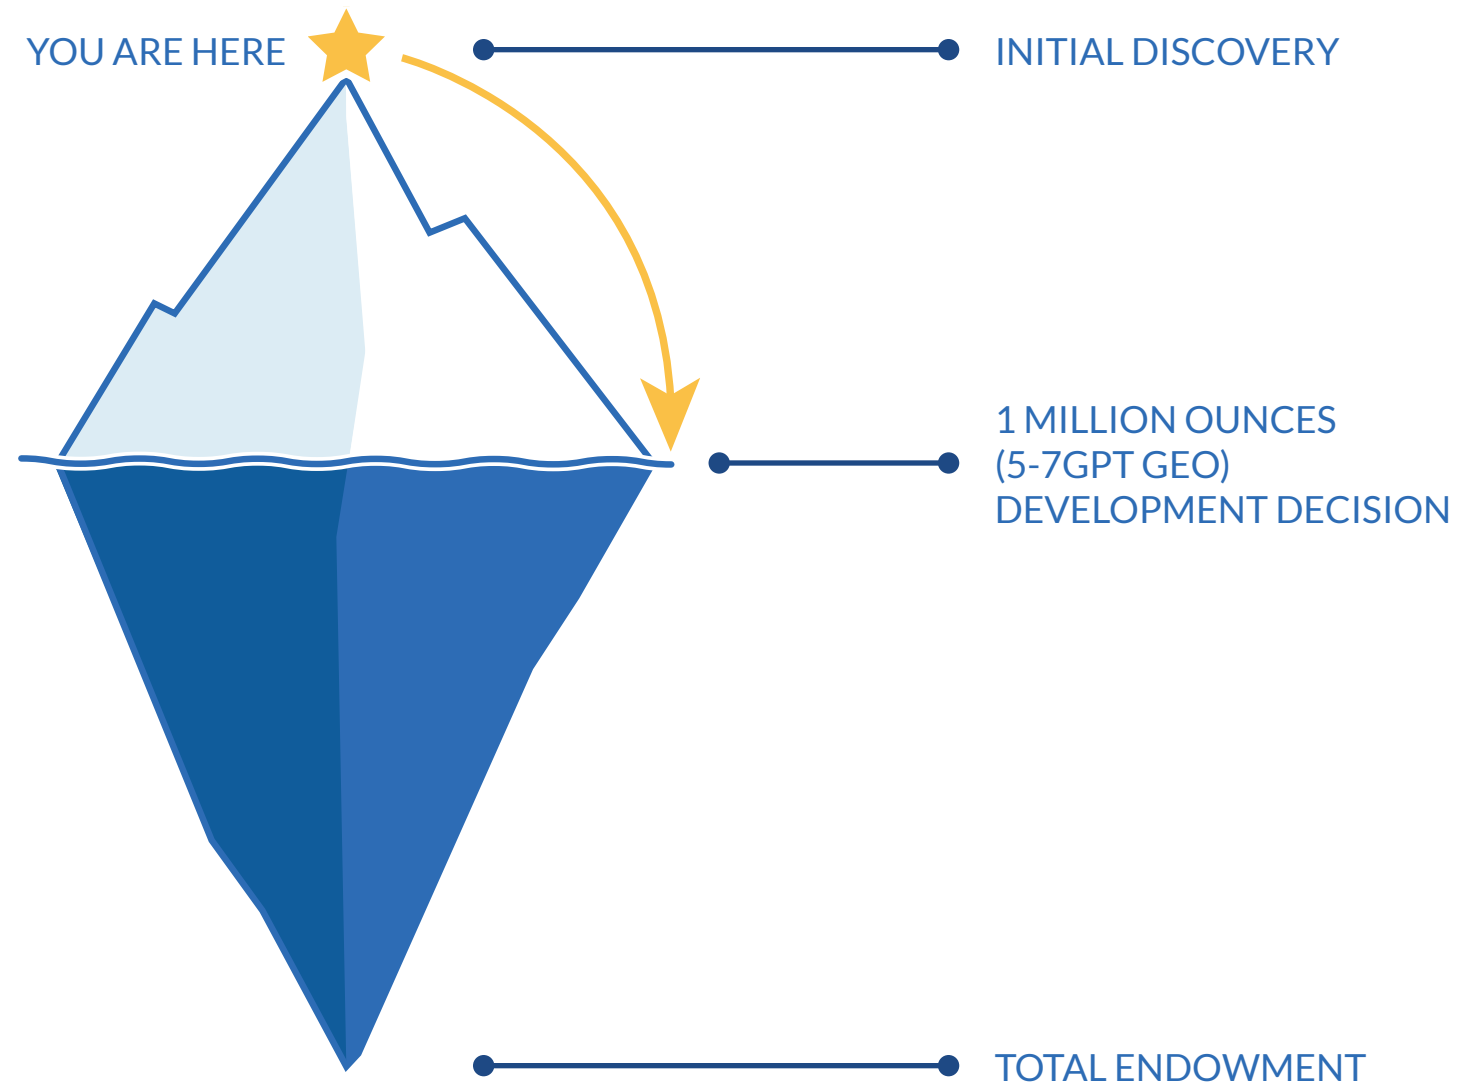 YOU ARE HERE
INITIAL DISCOVERY
1 MILLION OUNCES
(5-7GPT GEO)
DEVELOPMENT DECISION
TOTAL ENDOWMENT